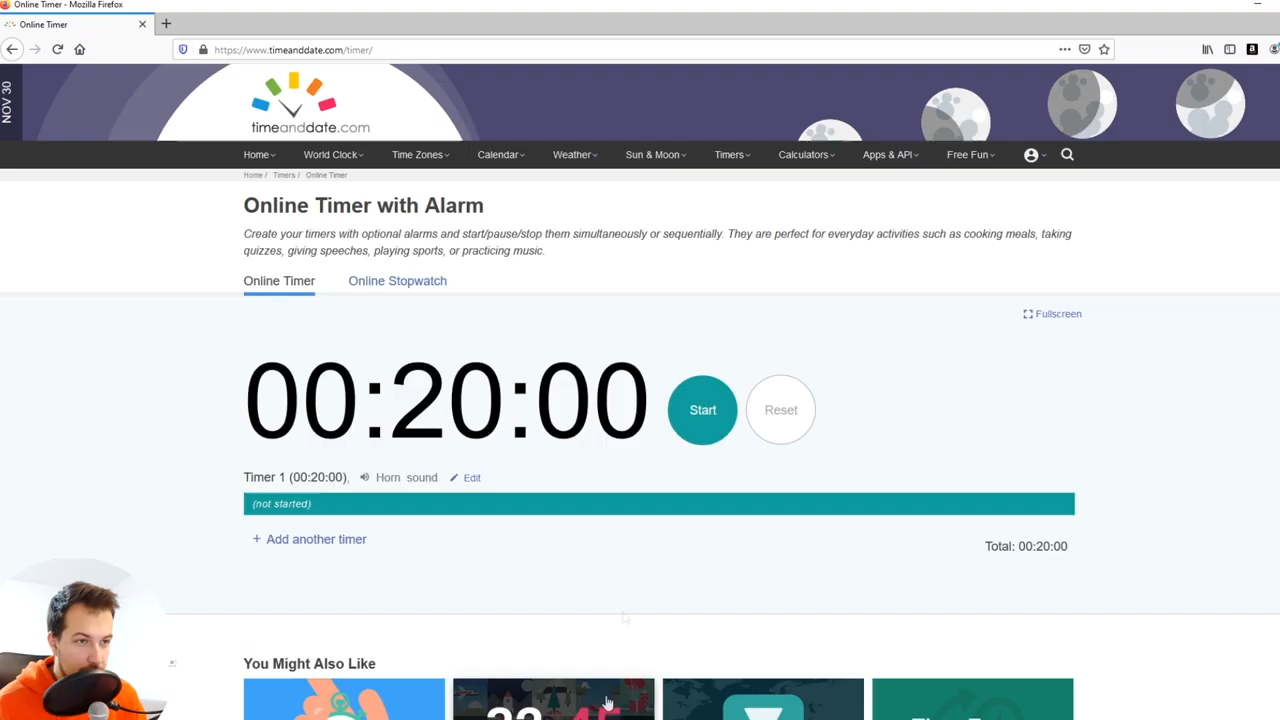 Online Timer - Mozilla Firefox
Online Timer
https://www.timeanddate.com/timer/
NOV 30
timeanddate.com
Home World Clock Time Zones Calendar Weather Sun & Moon Timers Calculators Apps & API Free Fun
Home / Timers / Online Timer
Online Timer with Alarm
Create your timers with optional alarms and start/pause/stop them simultaneously or sequentially. They are perfect for everyday activities such as cooking meals, taking
quizzes, giving speeches, playing sports, or practicing music.
Online Timer Online Stopwatch
Fullscreen
00:20:00 Start Reset
Timer 1 (00:20:00), Horn sound Edit
(not started)
+ Add another timer
Total: 00:20:00
You Might Also Like